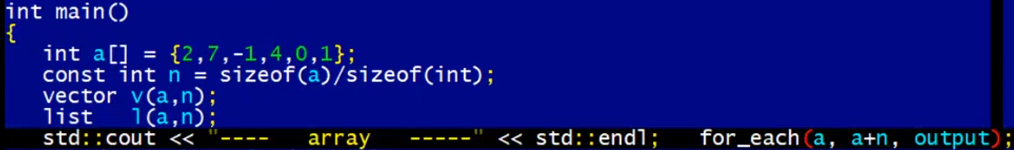 int main()
{
   int a[] = {2,7,-1,4,0,1};
   const int n = sizeof(a)/sizeof(int);
   vector v(a,n);
   list   l(a,n);
   std::cout << "----   array   -----" << std::endl;   for_each(a, a+n, output);